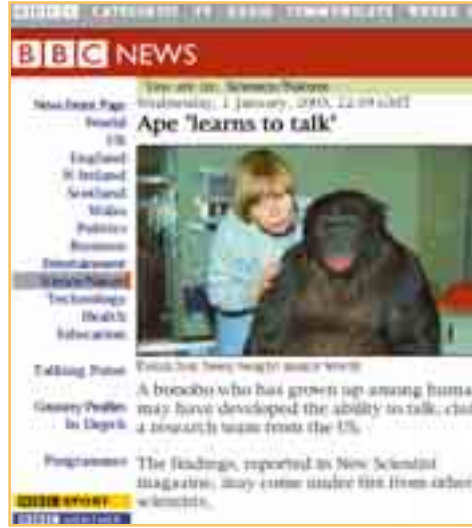 BBC NEWS
You are in: Science/Nature
News Front Page
World
UK
England
N Ireland
Scotland
Wales
Politics
Business
Entertainment
Science/Nature
Technology
Health
Education
Talking Point
Country Profiles
In Depth
Programmes
SPORT
WEATHER
Wednesday, 1 January, 2003, 22:09 GMT
Ape 'learns to talk'
A bonobo who has grown up among huma
may have developed the ability to talk,
a research team from the US.
The findings, reported in New Scientist
magazine, may come under fire from other
scientists.